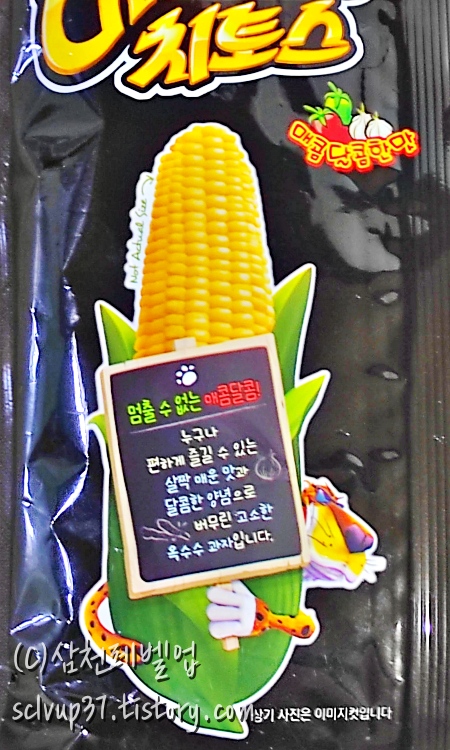 치토스
매콤달콤한맛
Not Actual Size
멈출 수 없는 매콤달콤!
누구나
편하게 즐길 수 있는
살짝 매운 맛과
달콤한 양념으로
버무린 고소한
옥수수 과자입니다.
(C)삼천레벨업
sclvup37.tistory.com
상기 사진은 이미지컷입니다